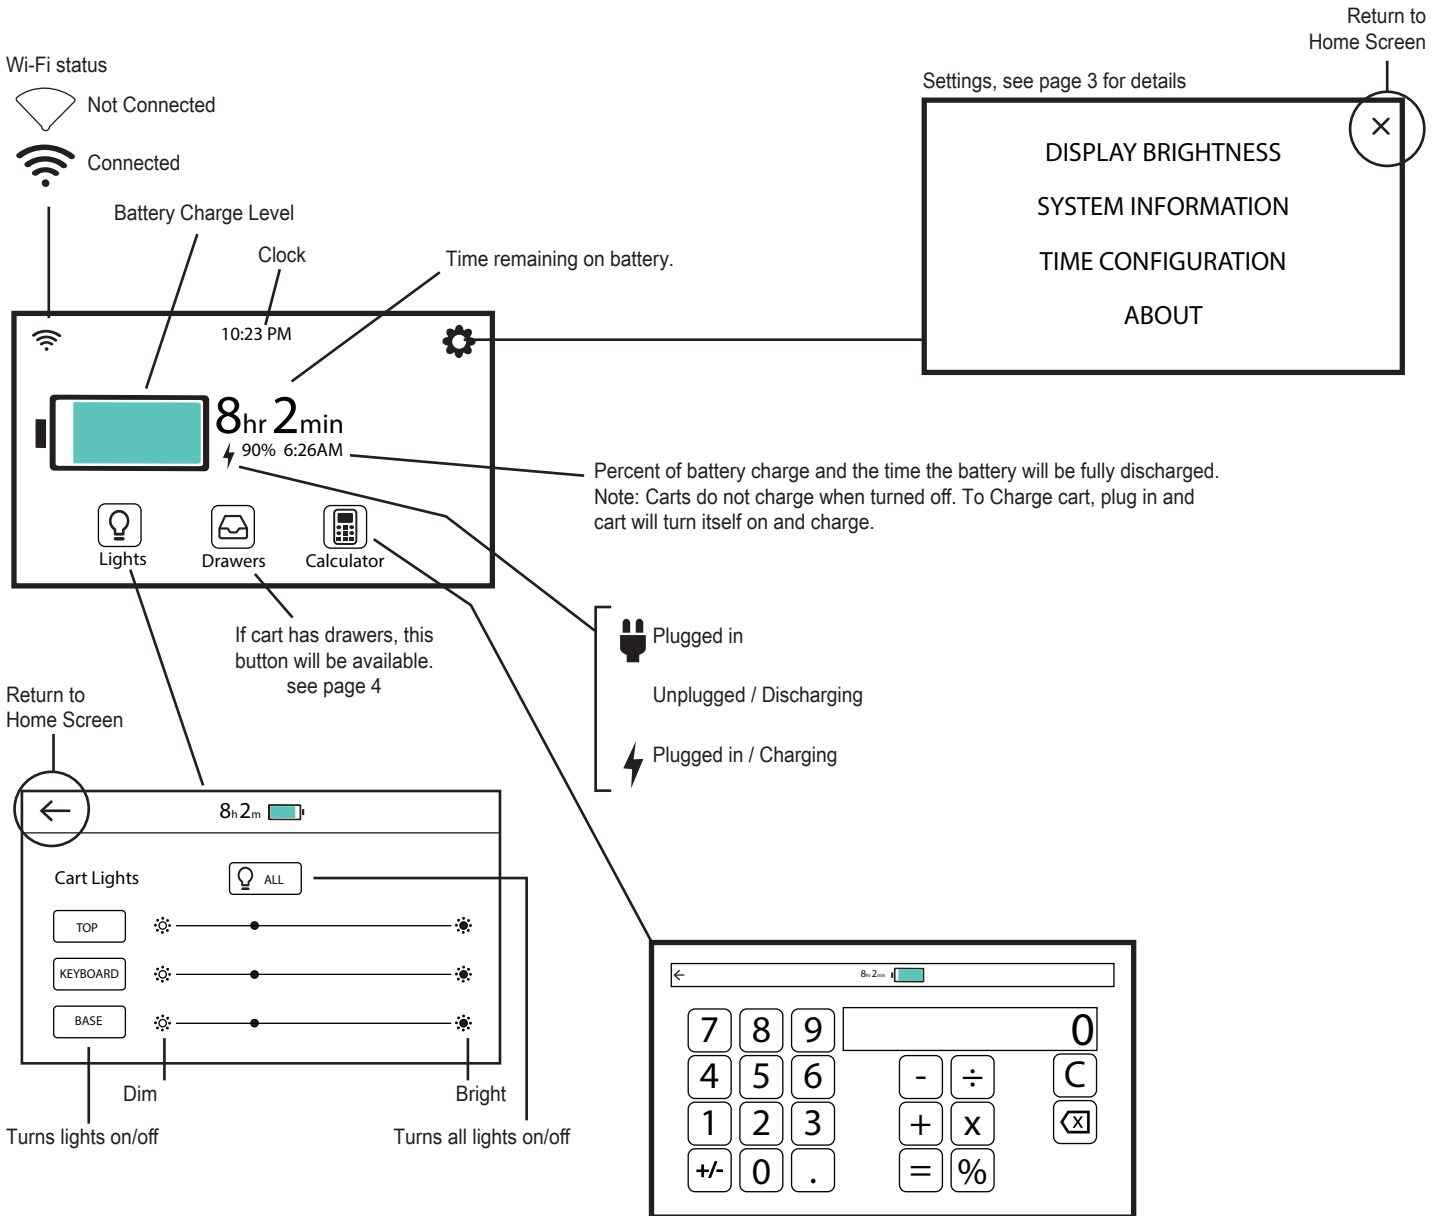 Return to
Home Screen
Wi-Fi status
Not Connected
Connected
Settings, see page 3 for details
×
DISPLAY BRIGHTNESS
SYSTEM INFORMATION
TIME CONFIGURATION
ABOUT
Battery Charge Level
Clock
Time remaining on battery.
10:23 PM
8hr 2min
90% 6:26AM
Lights
Drawers
Calculator
Percent of battery charge and the time the battery will be fully discharged.
Note: Carts do not charge when turned off. To Charge cart, plug in and
cart will turn itself on and charge.
If cart has drawers, this
button will be available.
see page 4
Plugged in
Unplugged / Discharging
Plugged in / Charging
Return to
Home Screen
8h 2m
Cart Lights
ALL
TOP
KEYBOARD
BASE
Dim
Bright
Turns lights on/off
Turns all lights on/off
8hr 2min
7 8 9 0
4 5 6 - ÷ C
1 2 3 + x x
+/- 0 . = %